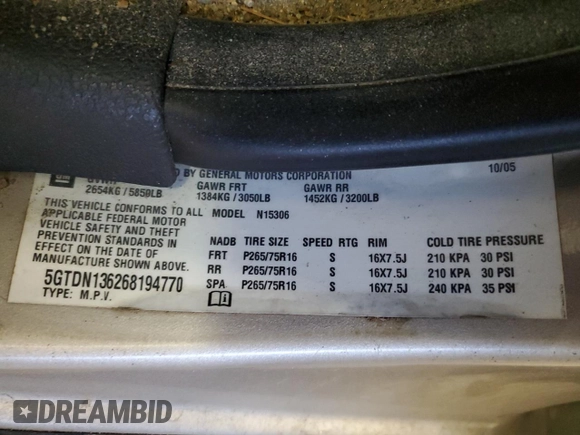 GM
D BY GENERAL MOTORS CORPORATION 10/05
GVWR GAWR FRT GAWR RR
2654KG / 5850LB 1384KG / 3050LB 1452KG / 3200LB
THIS VEHICLE CONFORMS TO ALL MODEL N15306
APPLICABLE FEDERAL MOTOR
VEHICLE SAFETY AND THEFT
PREVENTION STANDARDS IN
EFFECT ON THE DATE OF
MANUFACTURE SHOWN ABOVE.
5GTDN136268194770
TYPE: M.P.V.
NADB TIRE SIZE SPEED RTG RIM COLD TIRE PRESSURE
FRT P265/75R16 S 16X7.5J 210 KPA 30 PSI
RR P265/75R16 S 16X7.5J 210 KPA 30 PSI
SPA P265/75R16 S 16X7.5J 240 KPA 35 PSI
DREAMBID